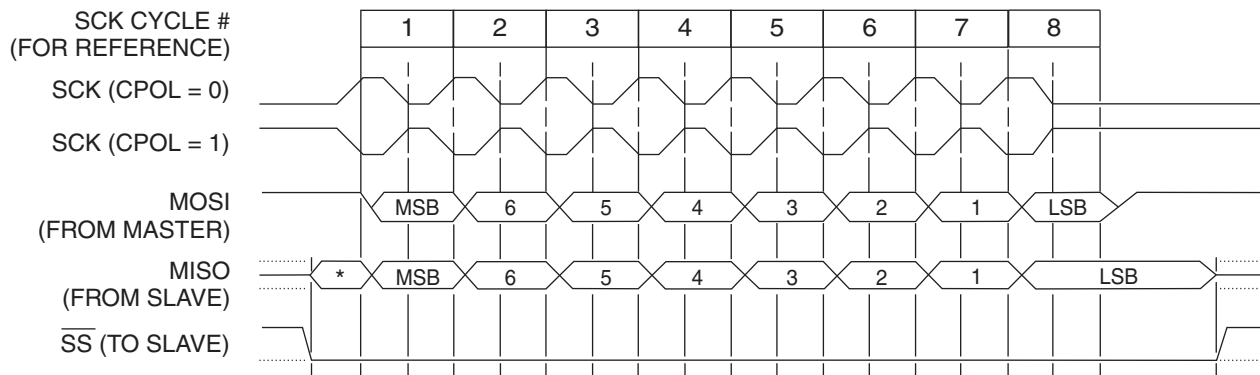 SCK CYCLE #
(FOR REFERENCE)
1 2 3 4 5 6 7 8
SCK (CPOL = 0)
SCK (CPOL = 1)
MOSI
(FROM MASTER)
MSB 6 5 4 3 2 1 LSB
MISO
(FROM SLAVE)
* MSB 6 5 4 3 2 1 LSB
SS (TO SLAVE)